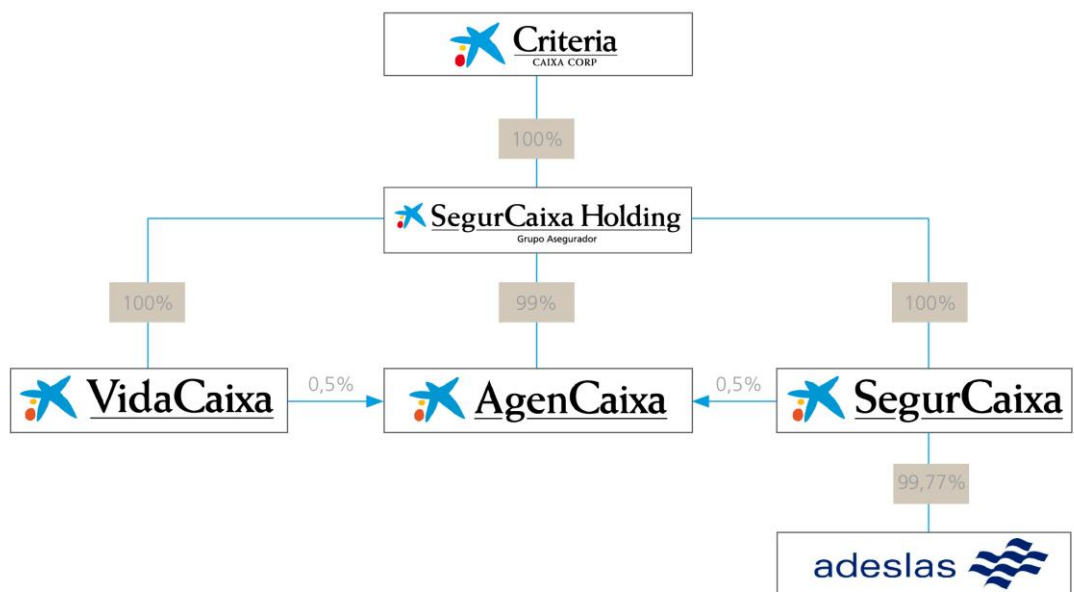 Criteria
CAIXA CORP
100%
SegurCaixa Holding
Grupo Asegurador
100%
99%
100%
VidaCaixa
0,5%
AgenCaixa
0,5%
SegurCaixa
99,77%
adeslas